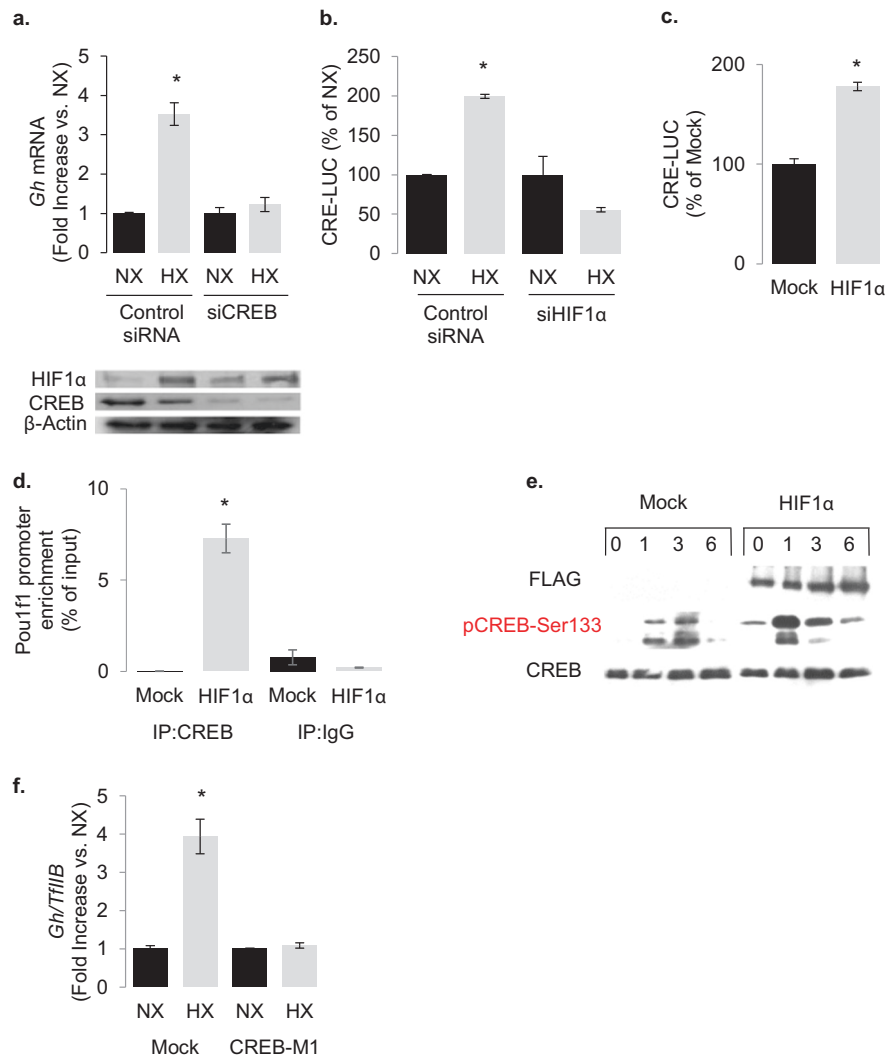 a.
Gh mRNA
(Fold Increase vs. NX)
5
4
3
2
1
0
*
NX HX NX HX
Control siCREB
siRNA
HIF1α
CREB
β-Actin
b.
CRE-LUC (% of NX)
250
200
150
100
50
0
*
NX HX NX HX
Control siHIF1α
siRNA
c.
CRE-LUC
(% of Mock)
200
100
0
*
Mock HIF1α
d.
Pou1f1 promoter
enrichment
(% of input)
10
5
0
*
Mock HIF1α Mock HIF1α
IP:CREB IP:IgG
e.
Mock HIF1α
0 1 3 6 0 1 3 6
FLAG
pCREB-Ser133
CREB
f.
Gh/TfIIB
(Fold Increase vs. NX)
5
4
3
2
1
0
*
NX HX NX HX
Mock CREB-M1